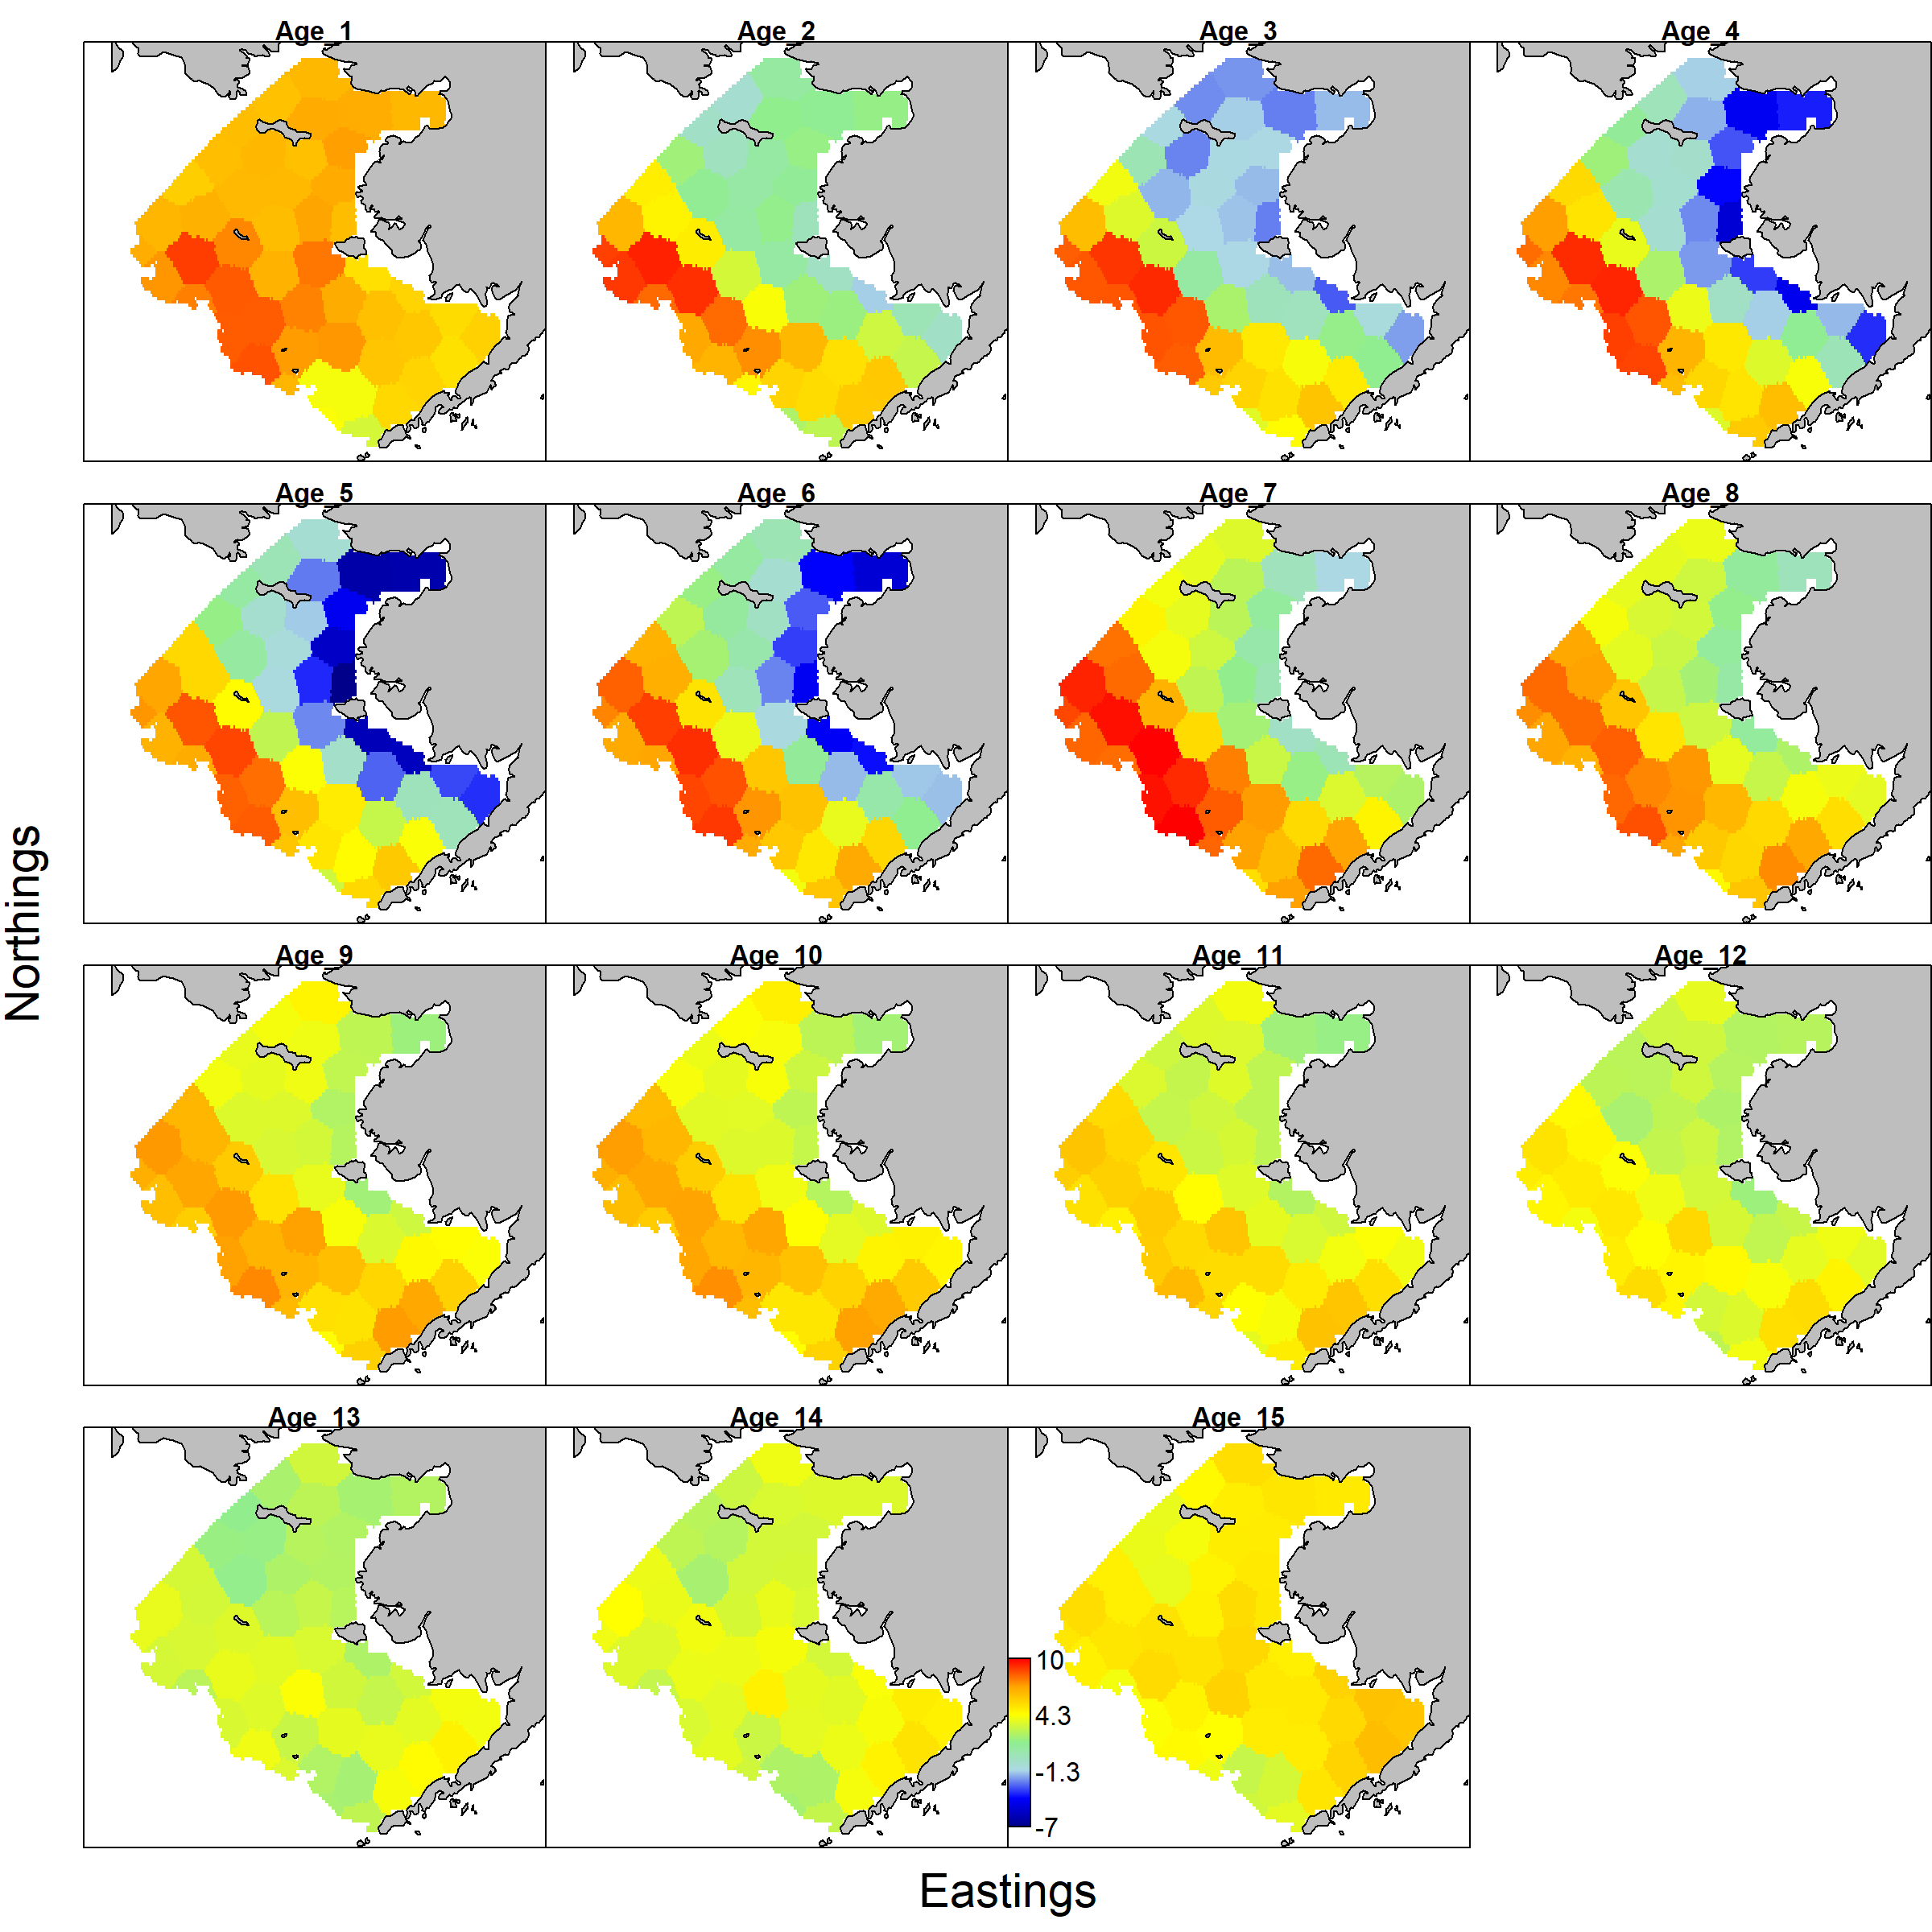 Age_1 Age_2 Age_3 Age_4
Age_5 Age_6 Age_7 Age_8
Northings
Age_9 Age_10 Age_11 Age_12
Age_13 Age_14 Age_15
10
4.3
-1.3
-7
Eastings